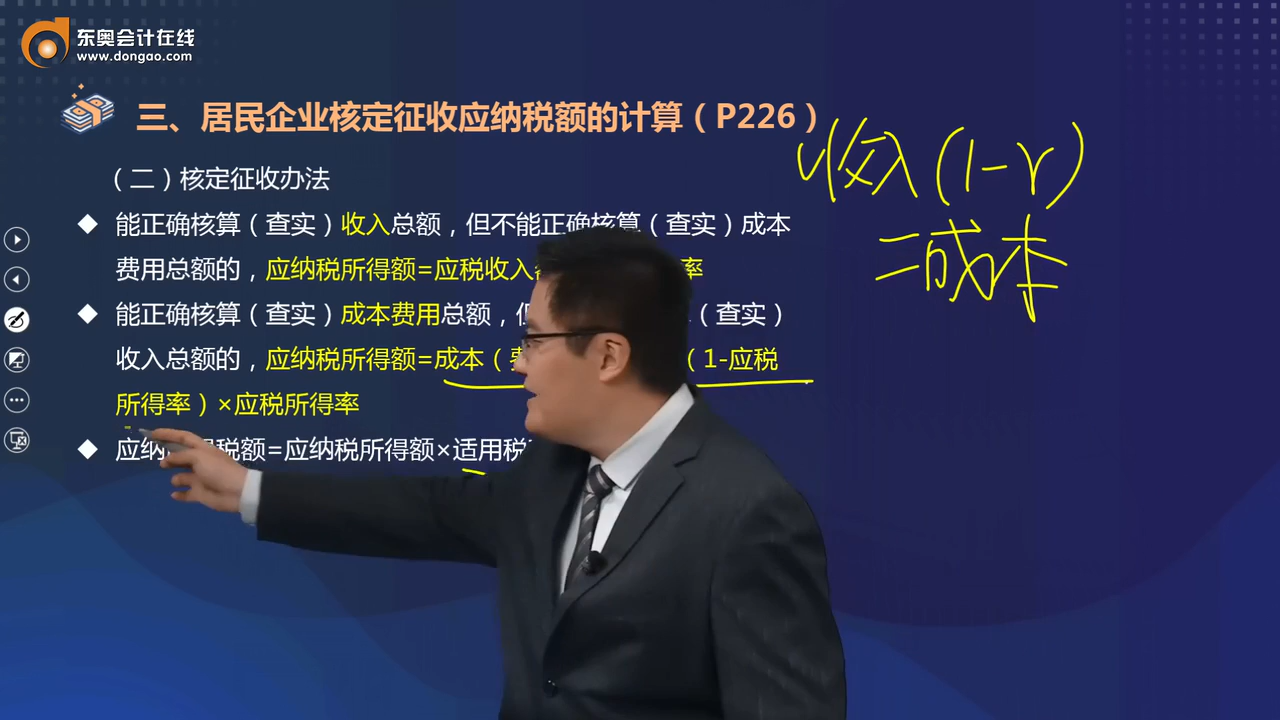 东奥会计在线
www.dongao.com
三、居民企业核定征收应纳税额的计算（P226）
（二）核定征收办法
能正确核算（查实）收入总额，但不能正确核算（查实）成本
费用总额的，应纳税所得额=应税收入 率
能正确核算（查实）成本费用总额，但 （查实）
收入总额的，应纳税所得额=成本（ （1-应税
所得率）×应税所得率
应纳 税额=应纳税所得额×适用税
收入(1-r)
=成本